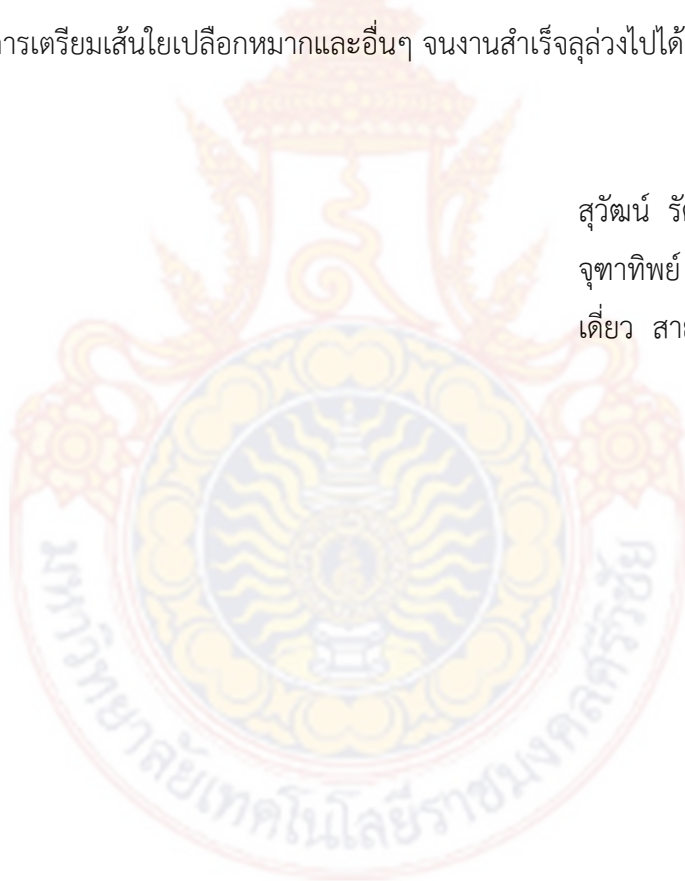 การเตรียมเส้นใยเปลือกหมากและอื่นๆ จนงานสำเร็จลุล่วงไปได้
สุวัฒน์ รั
จุฑาทิพย์
เดี่ยว สา
มหาวิทยาลัยเทคโนโลยีราชมงคลศรีวิชัย